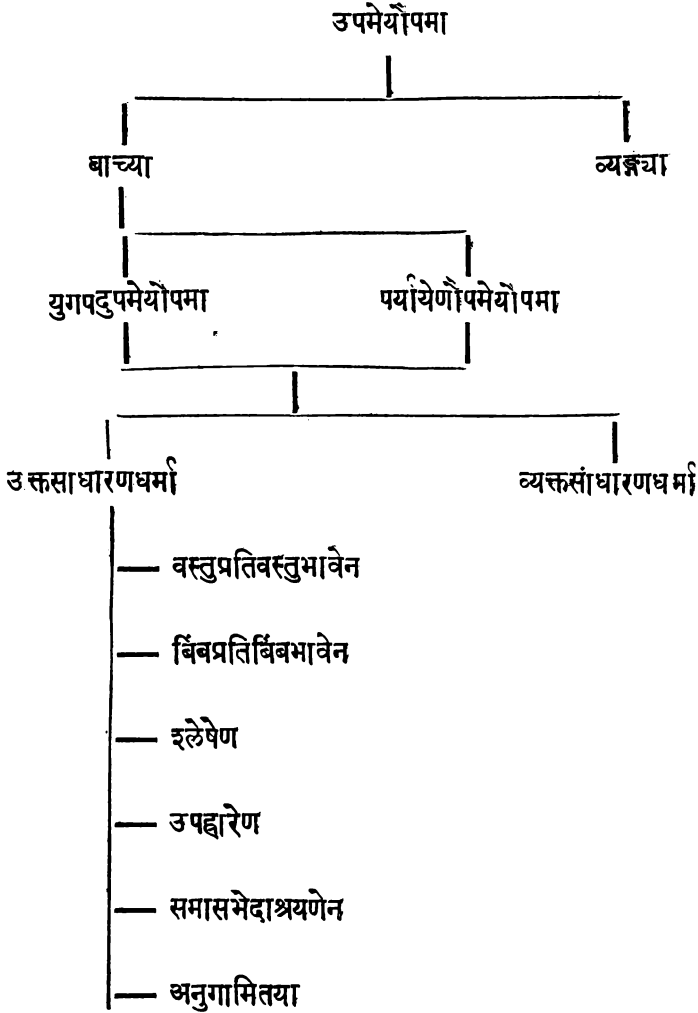 उपमेयोपमा
वाच्या व्यङ्ग्या
युगपदुपमेयोपमा पर्यायेणोपमेयोपमा
उक्तसाधारणधर्मा व्यक्तसाधारणधर्मा
वस्तुप्रतिवस्तुभावेन
बिंबप्रतिबिंबभावेन
श्लेषेण
उपद्वारेण
समासभेदाश्रयणेन
अनुगामितया